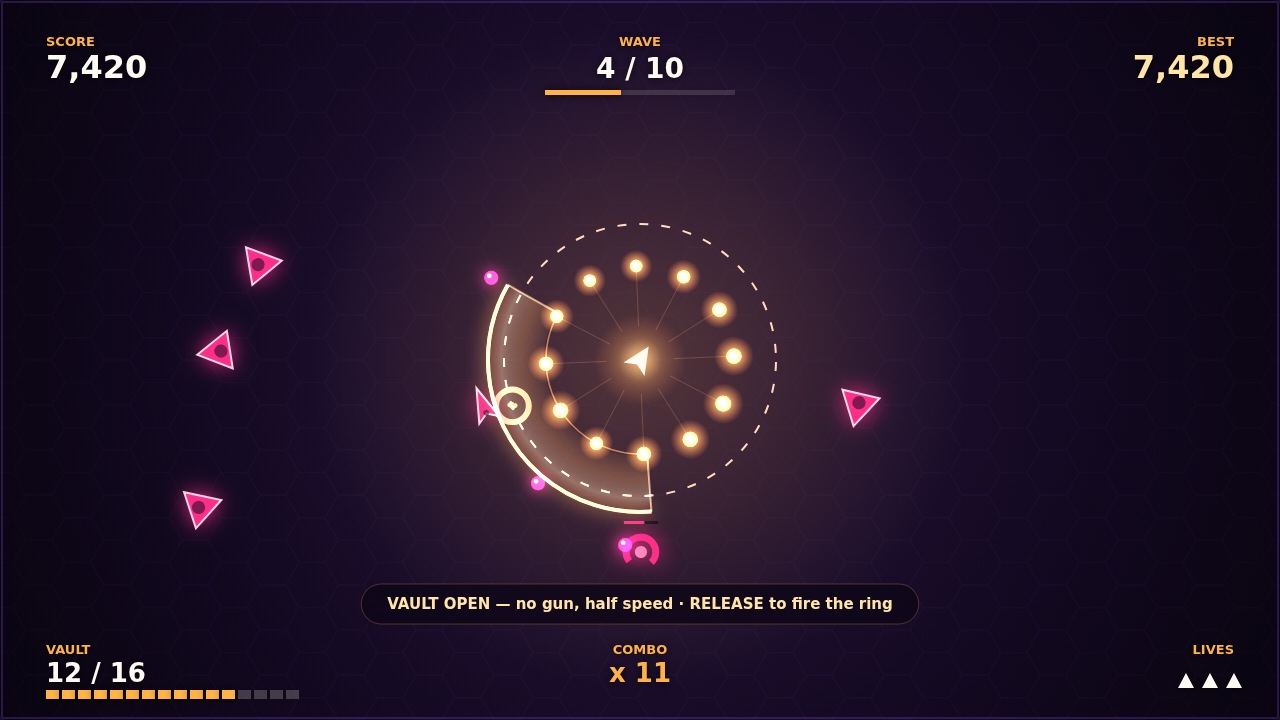 SCORE
7,420
WAVE
4 / 10
BEST
7,420
VAULT OPEN — no gun, half speed · RELEASE to fire the ring
VAULT
12 / 16
COMBO
x 11
LIVES